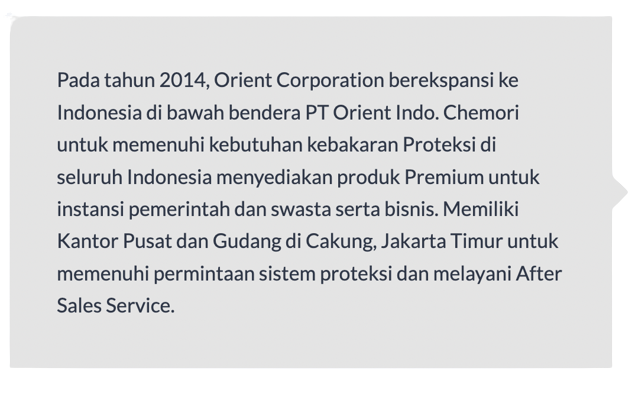 Pada tahun 2014, Orient Corporation berekspansi ke
Indonesia di bawah bendera PT Orient Indo. Chemori
untuk memenuhi kebutuhan kebakaran Proteksi di
seluruh Indonesia menyediakan produk Premium untuk
instansi pemerintah dan swasta serta bisnis. Memiliki
Kantor Pusat dan Gudang di Cakung, Jakarta Timur untuk
memenuhi permintaan sistem proteksi dan melayani After
Sales Service.